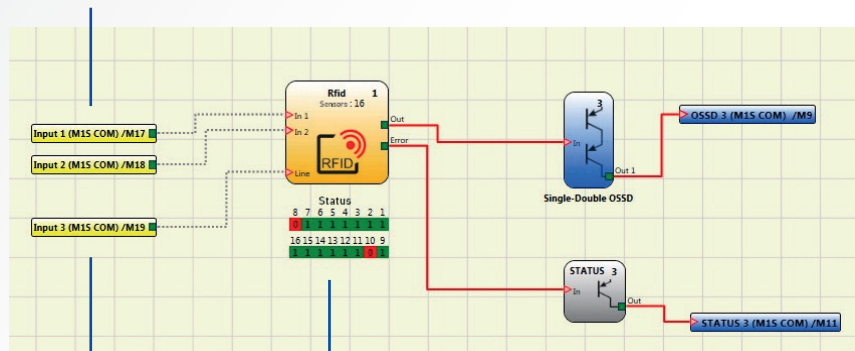 Rfid 1
Sensors : 16
In 1
In 2
Line
Out
Error
RFID
Input 1 (M1S COM) /M17
Input 2 (M1S COM) /M18
Input 3 (M1S COM) /M19
Status
8 7 6 5 4 3 2 1
0 1 1 1 1 1 1 1
16 15 14 13 12 11 10 9
1 1 1 1 1 1 0 1
3
In
Out 1
Single-Double OSSD
OSSD 3 (M1S COM) /M9
STATUS 3
In
Out
STATUS 3 (M1S COM) /M11